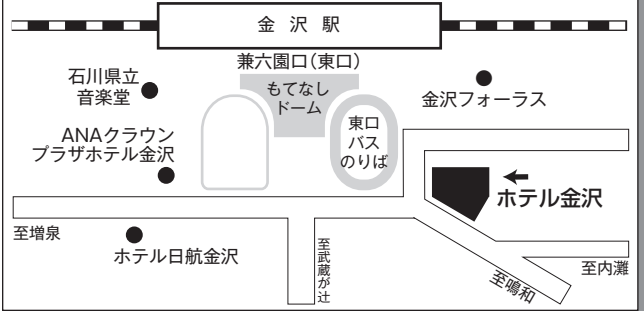 金沢駅
兼六園口(東口)
石川県立
音楽堂
もてなし
ドーム
金沢フォーラス
東口
バス
のりば
ANAクラウン
プラザホテル金沢
ホテル金沢
至増泉
ホテル日航金沢
至武蔵が辻
至鳴和
至内灘